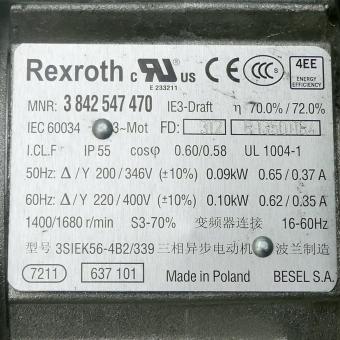 Rexroth c RU US CE CCC 4EE
E 233211 ENERGY EFFICIENCY
MNR: 3 842 547 470 IE3-Draft η 70.0% / 72.0%
IEC 60034 3~Mot FD: 312
I.CL.F IP 55 cosφ 0.60/0.58 UL 1004-1
50Hz: Δ / Y 200 / 346V (±10%) 0.09kW 0.65 / 0.37 A
60Hz: Δ / Y 220 / 400V (±10%) 0.10kW 0.62 / 0.35 A
1400/1680 r/min S3-70% 变频器连接 16-60Hz
型号 3SIEK56-4B2/339 三相异步电动机 波兰制造
7211 637 101 Made in Poland BESEL S.A.